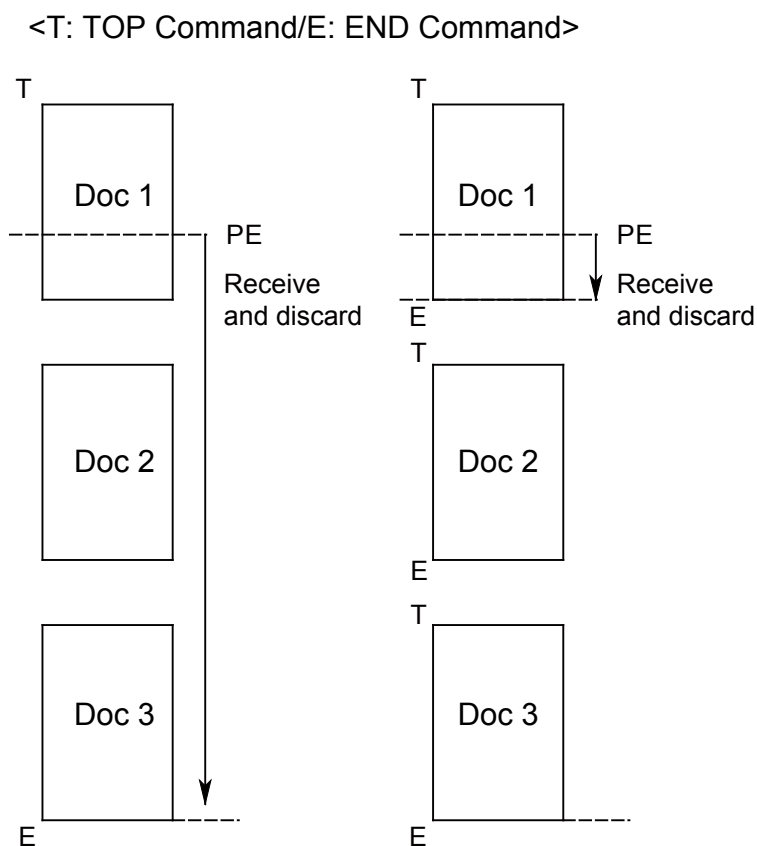 <T: TOP Command/E: END Command>
T
Doc 1
PE
Receive
and discard
Doc 2
Doc 3
E
T
Doc 1
PE
Receive
and discard
E
T
Doc 2
E
T
Doc 3
E